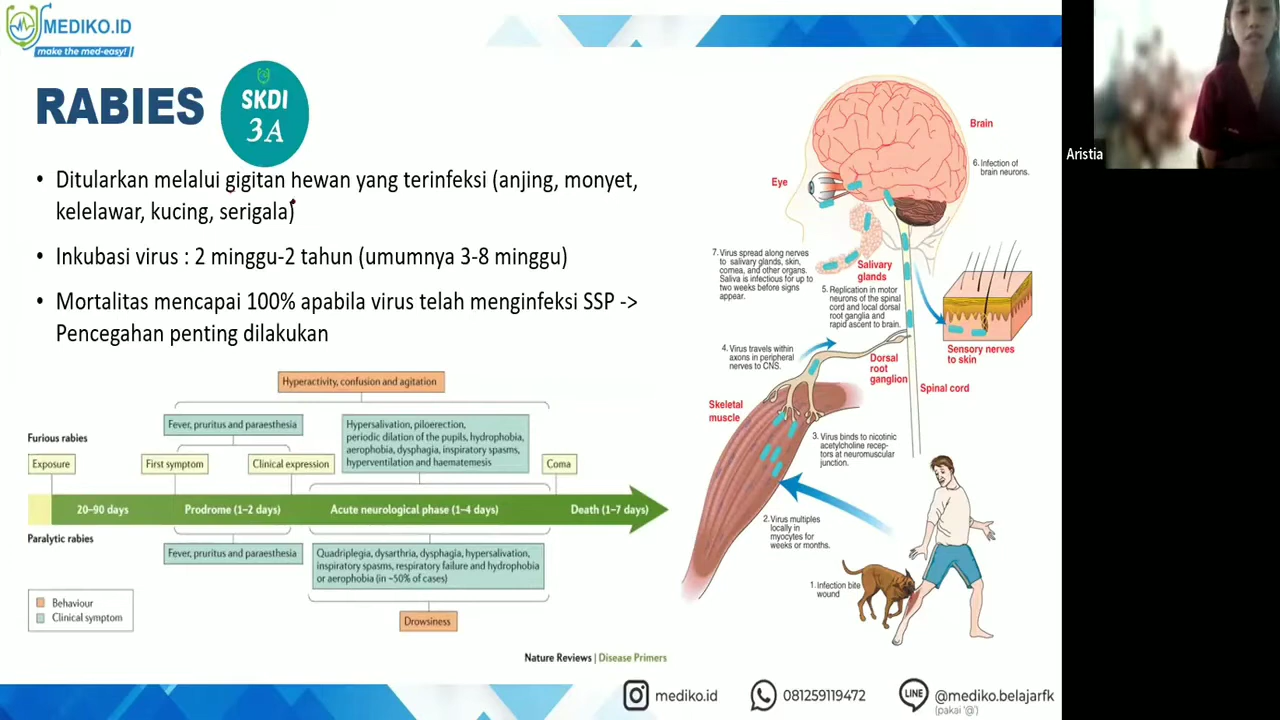 MEDIKO.ID
make the med-easy!
RABIES
SKDI
3A
• Ditularkan melalui gigitan hewan yang terinfeksi (anjing, monyet,
kelelawar, kucing, serigala)
• Inkubasi virus : 2 minggu-2 tahun (umumnya 3-8 minggu)
• Mortalitas mencapai 100% apabila virus telah menginfeksi SSP ->
Pencegahan penting dilakukan
Hyperactivity, confusion and agitation
Fever, pruritus and paraesthesia
Hypersalivation, piloerection,
periodic dilation of the pupils, hydrophobia,
aerophobia, dysphagia, inspiratory spasms,
hyperventilation and haematemesis
Furious rabies
Exposure
First symptom
Clinical expression
Coma
20–90 days
Prodrome (1–2 days)
Acute neurological phase (1–4 days)
Death (1–7 days)
Paralytic rabies
Fever, pruritus and paraesthesia
Quadriplegia, dysarthria, dysphagia, hypersalivation,
inspiratory spasms, respiratory failure and hydrophobia
or aerophobia (in ~50% of cases)
Drowsiness
Behaviour
Clinical symptom
Nature Reviews | Disease Primers
Brain
6. Infection of
brain neurons.
Eye
7. Virus spread along nerves
to salivary glands, skin,
cornea, and other organs.
Saliva is infectious for up to
two weeks before signs
appear.
Salivary
glands
5. Replication in motor
neurons of the spinal
cord and local dorsal
root ganglia and
rapid ascent to brain.
Sensory nerves
to skin
4. Virus travels within
axons in peripheral
nerves to CNS.
Dorsal
root
ganglion
Spinal cord
Skeletal
muscle
3. Virus binds to nicotinic
acetylcholine recep-
tors at neuromuscular
junction.
2. Virus multiples
locally in
myocytes for
weeks or months.
1. Infection bite
wound
mediko.id
081259119472
LINE
@mediko.belajarfk
(pakai '@')
Aristia